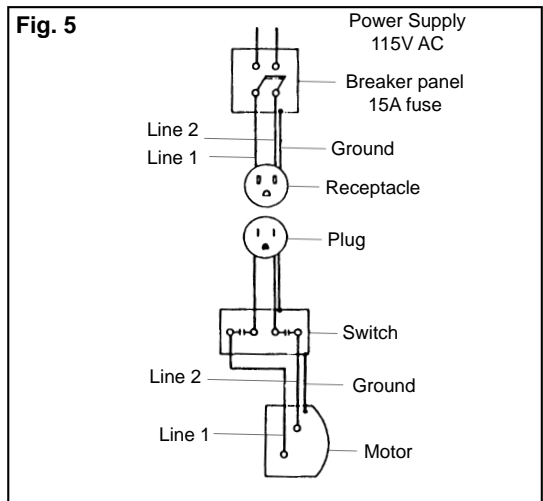 Fig. 5
Power Supply
115V AC
Breaker panel
15A fuse
Line 2
Line 1
Ground
Receptacle
Plug
Switch
Line 2
Ground
Line 1
Motor